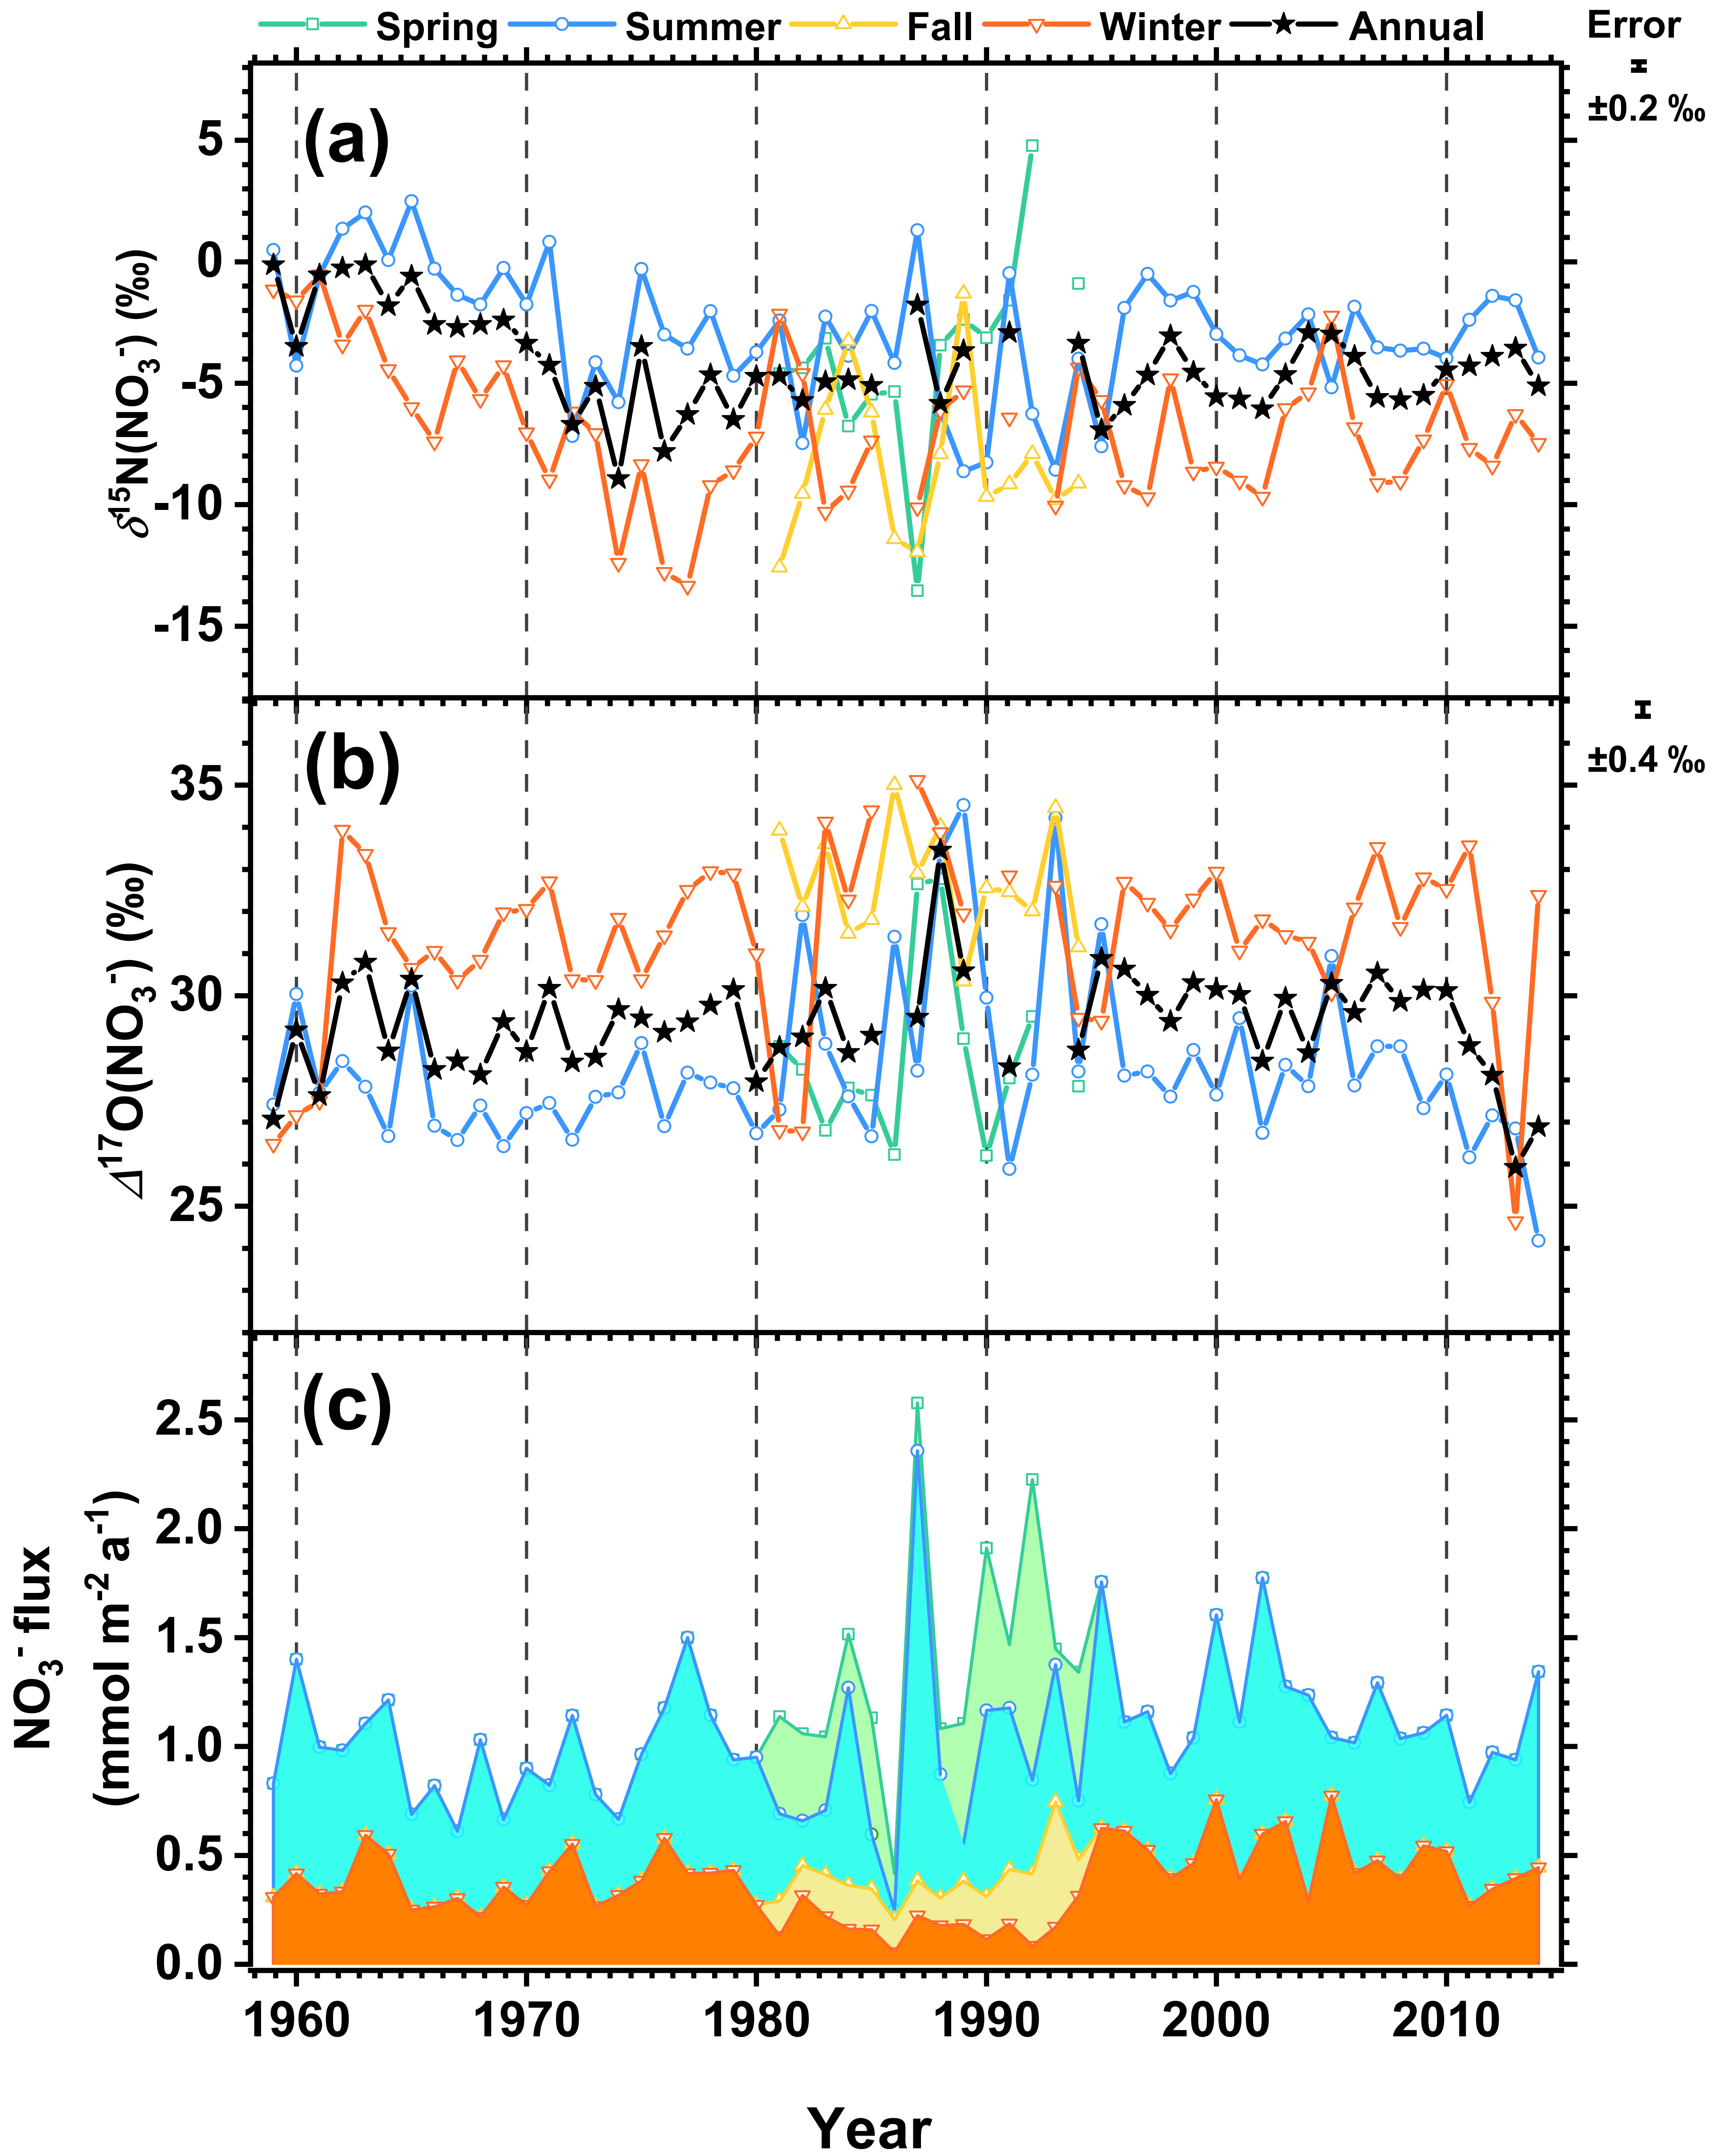 Spring Summer Fall Winter Annual Error
±0.2 ‰
(a)
5
0
-5
-10
-15
δ¹⁵N(NO₃⁻) (‰)
±0.4 ‰
(b)
35
30
25
Δ¹⁷O(NO₃⁻) (‰)
(c)
2.5
2.0
1.5
1.0
0.5
0.0
NO₃⁻ flux
(mmol m⁻² a⁻¹)
1960 1970 1980 1990 2000 2010
Year